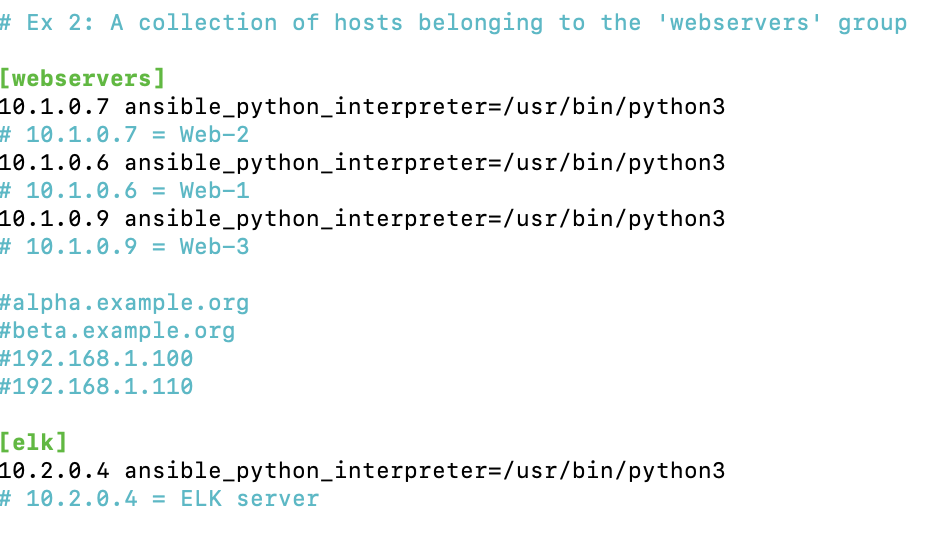 # Ex 2: A collection of hosts belonging to the 'webservers' group
[webservers]
10.1.0.7 ansible_python_interpreter=/usr/bin/python3
# 10.1.0.7 = Web-2
10.1.0.6 ansible_python_interpreter=/usr/bin/python3
# 10.1.0.6 = Web-1
10.1.0.9 ansible_python_interpreter=/usr/bin/python3
# 10.1.0.9 = Web-3
#alpha.example.org
#beta.example.org
#192.168.1.100
#192.168.1.110
[elk]
10.2.0.4 ansible_python_interpreter=/usr/bin/python3
# 10.2.0.4 = ELK server